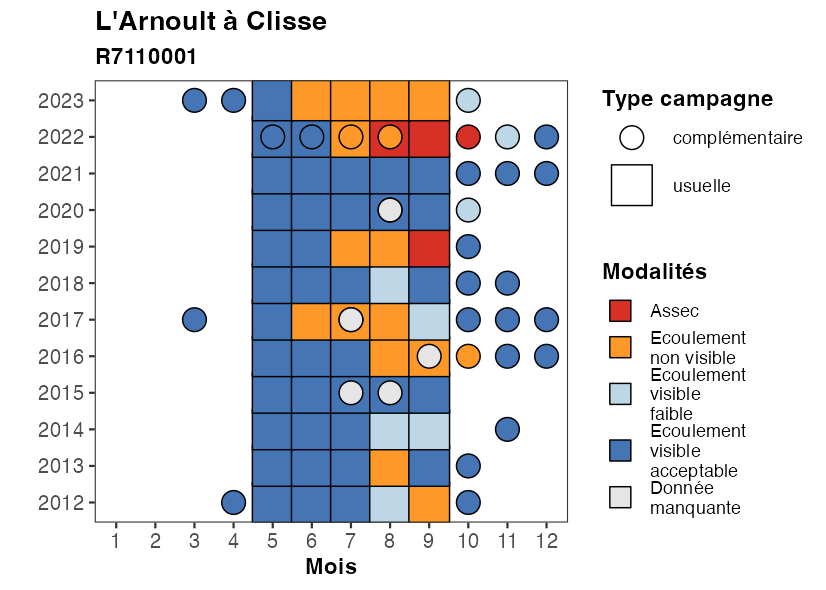 L'Arnoult à Clisse
R7110001
2023
2022
2021
2020
2019
2018
2017
2016
2015
2014
2013
2012
1 2 3 4 5 6 7 8 9 10 11 12
Mois
Type campagne
complémentaire
usuelle
Modalités
Assec
Ecoulement
non visible
Ecoulement
visible
faible
Ecoulement
visible
acceptable
Donnée
manquante